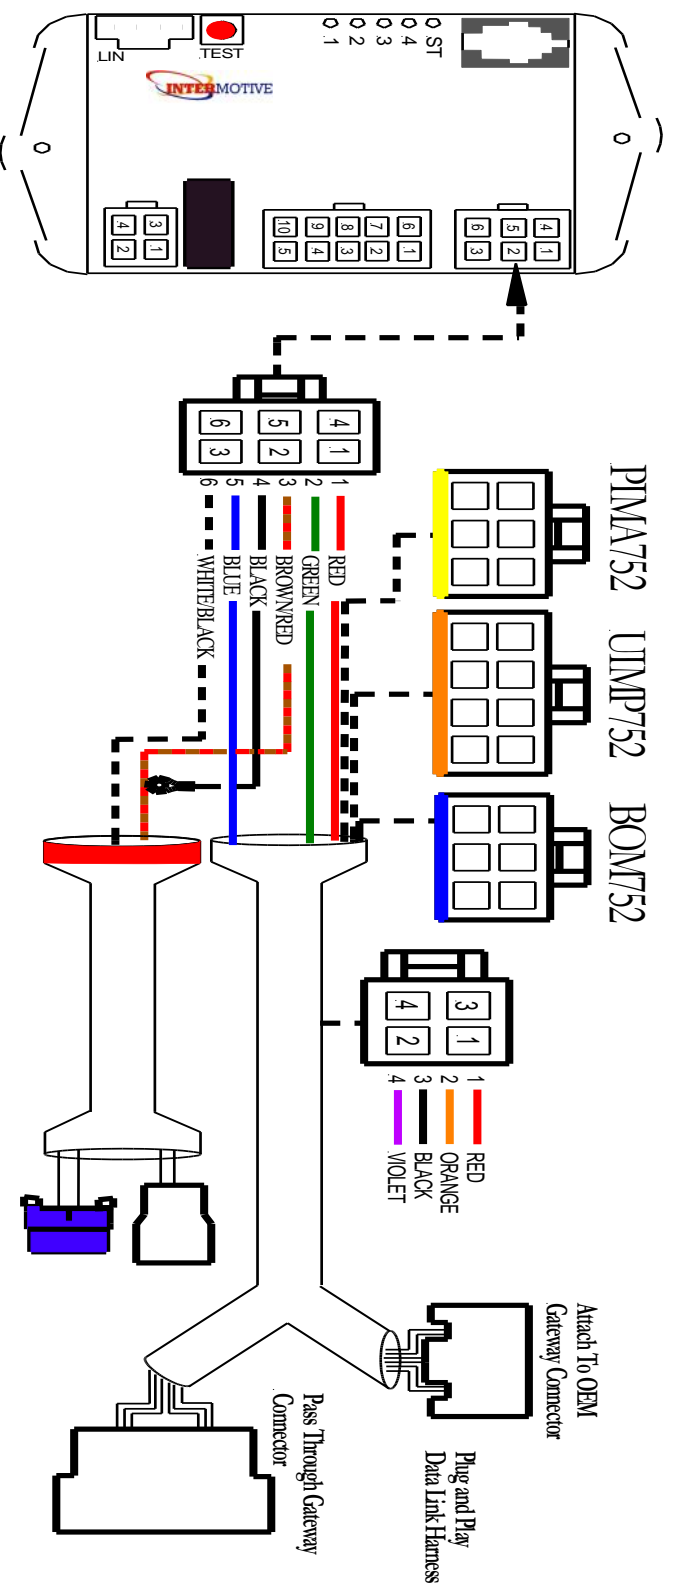 LIN
.TEST
.1
.2
.3
.4
.ST
INTERMOTIVE
.4 .3
2 .1
.10 .9 .8 .7 .6
.5 .4 .3 2 .1
.6 .5 .4
.3 2 .1
.6 .5 .4
.3 2 .1
6 5 4 3 2 1
WHITE/BLACK
BLUE
BLACK
BROWN/RED
GREEN
RED
PIMA752
UIMP752
BOM752
.4 .3
2 .1
4 3 2 1
.VIOLET
BLACK
ORANGE
RED
Attach To OEM
Gateway Connector
Plug and Play
Data Link Harness
Pass Through Gateway
Connector